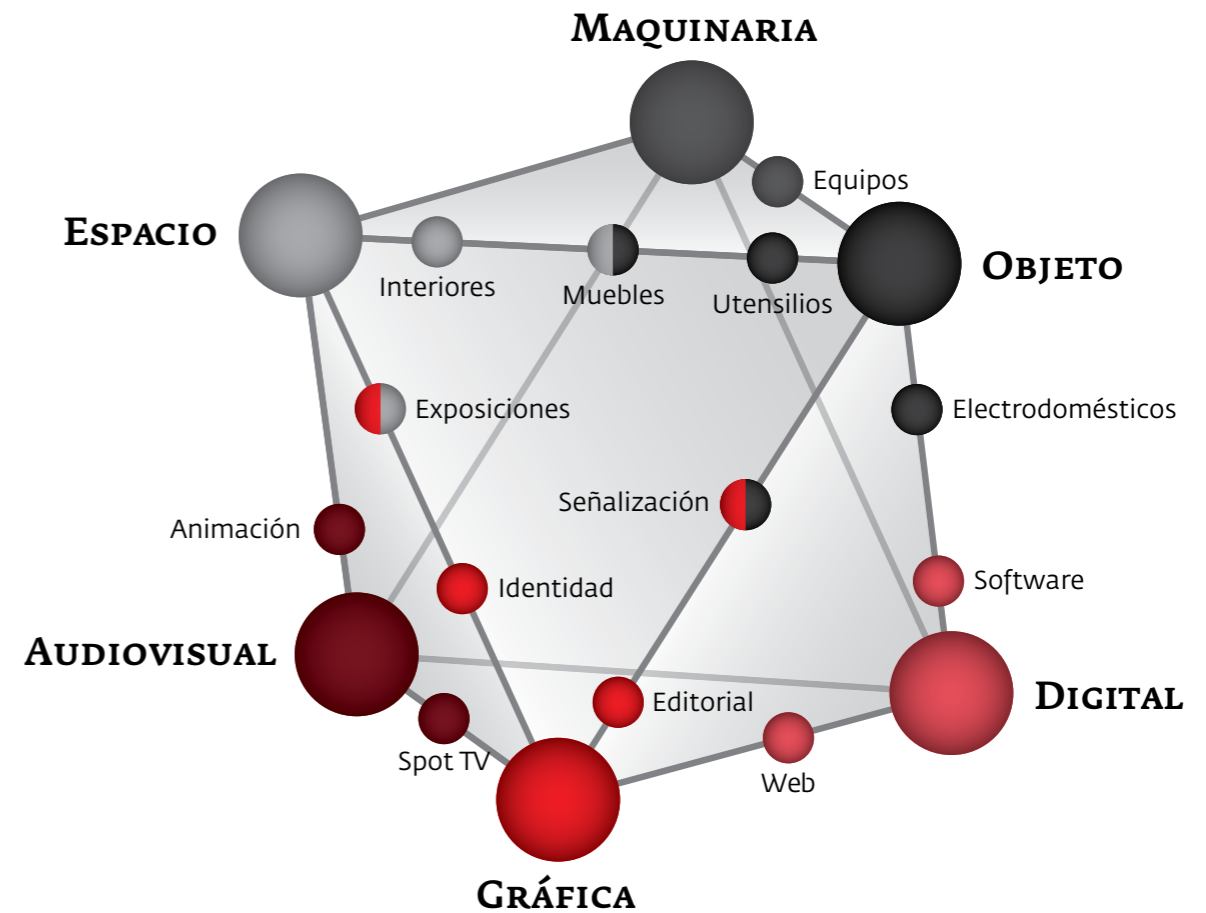 MAQUINARIA
Equipos
ESPACIO
OBJETO
Interiores
Muebles
Utensilios
Exposiciones
Electrodomésticos
Señalización
Animación
Software
Identidad
AUDIOVISUAL
DIGITAL
Editorial
Spot TV
Web
GRÁFICA